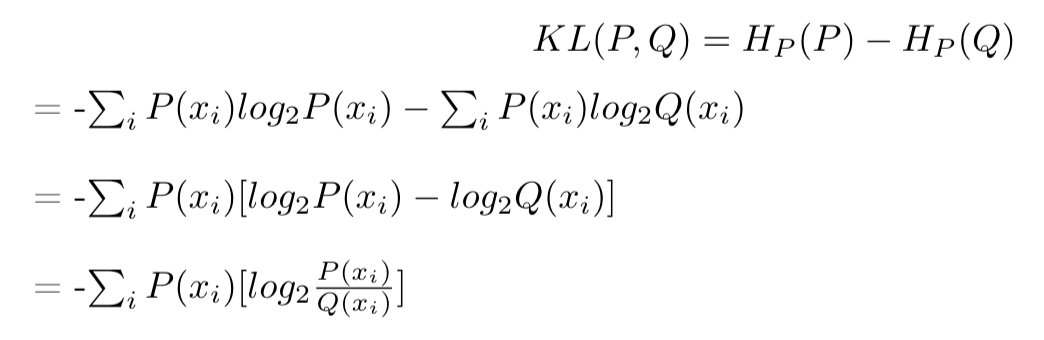 KL(P, Q) = H_P(P) − H_P(Q)
= -∑_i P(x_i)log_2P(x_i) − ∑_i P(x_i)log_2Q(x_i)
= -∑_i P(x_i)[log_2P(x_i) − log_2Q(x_i)]
= -∑_i P(x_i)[log_2 \frac{P(x_i)}{Q(x_i)}]